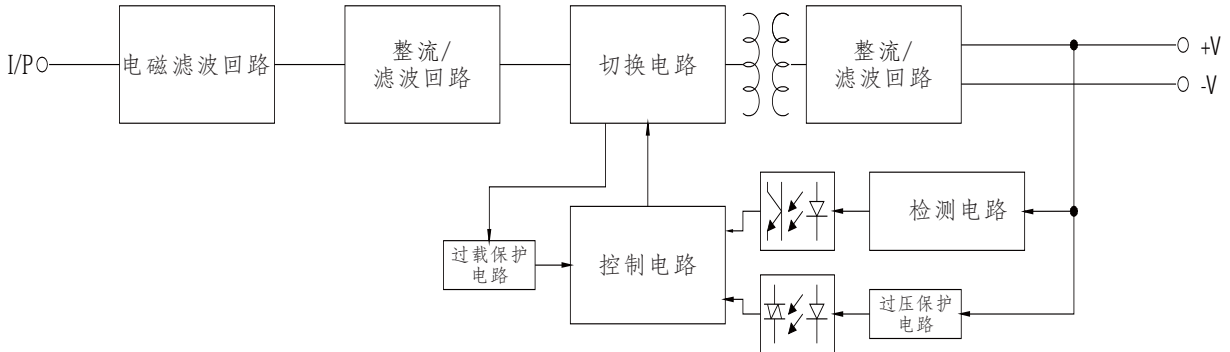 I/P
电磁滤波回路
整流/
滤波回路
切换电路
整流/
滤波回路
+V
-V
检测电路
过载保护
电路
控制电路
过压保护
电路